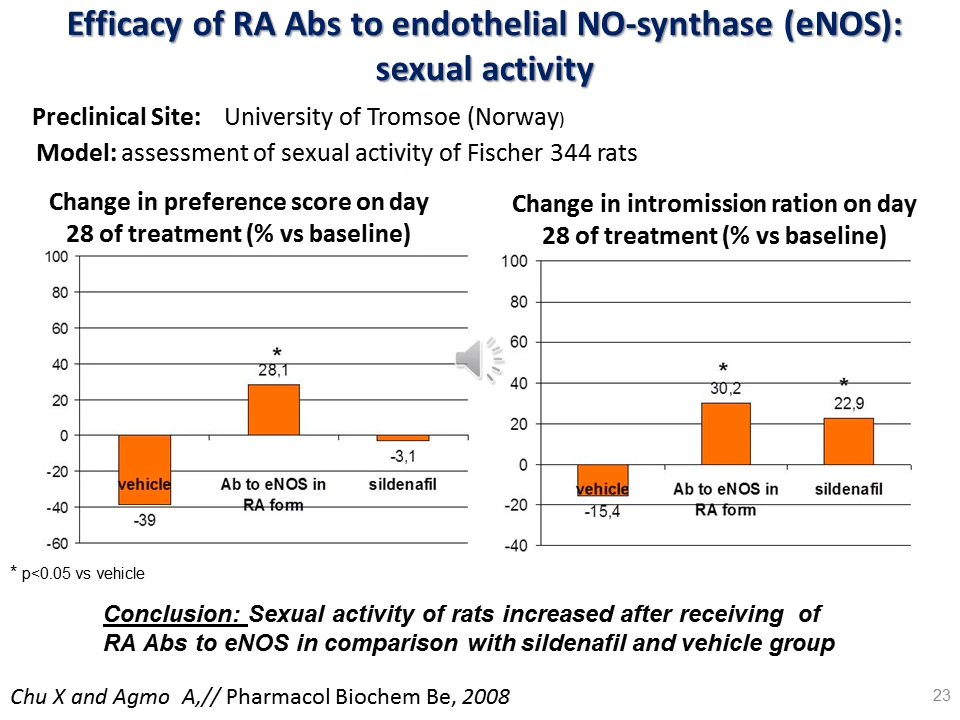 Efficacy of RA Abs to endothelial NO-synthase (eNOS):
sexual activity
Preclinical Site: University of Tromsoe (Norway)
Model: assessment of sexual activity of Fischer 344 rats
Change in preference score on day
28 of treatment (% vs baseline)
100
80
60
40
20
0
-20
-40
-60
*
28,1
-3,1
vehicle
Ab to eNOS in
RA form
sildenafil
-39
Change in intromission ration on day
28 of treatment (% vs baseline)
100
80
60
40
20
0
-20
-40
*
30,2
*
22,9
vehicle
Ab to eNOS in
RA form
sildenafil
-15,4
* p<0.05 vs vehicle
Conclusion: Sexual activity of rats increased after receiving of
RA Abs to eNOS in comparison with sildenafil and vehicle group
Chu X and Agmo A,// Pharmacol Biochem Be, 2008
23